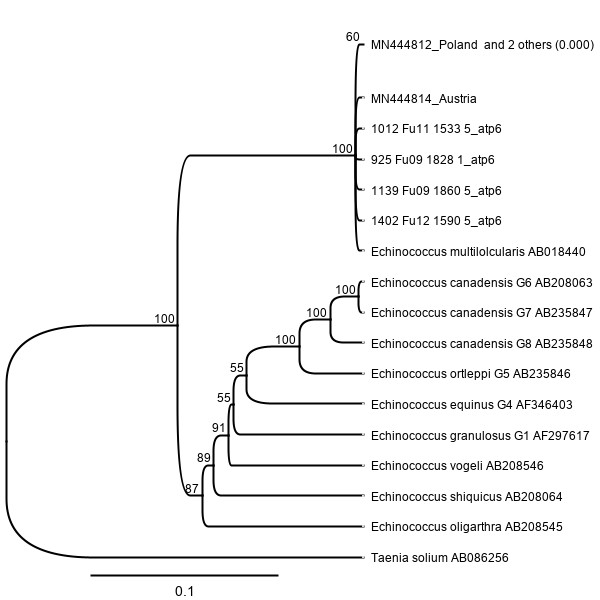 60
MN444812_Poland and 2 others (0.000)
MN444814_Austria
1012 Fu11 1533 5_atp6
100
925 Fu09 1828 1_atp6
1139 Fu09 1860 5_atp6
1402 Fu12 1590 5_atp6
Echinococcus multilolcularis AB018440
Echinococcus canadensis G6 AB208063
100
Echinococcus canadensis G7 AB235847
100
100
Echinococcus canadensis G8 AB235848
100
Echinococcus ortleppi G5 AB235846
55
Echinococcus equinus G4 AF346403
55
Echinococcus granulosus G1 AF297617
91
Echinococcus vogeli AB208546
89
Echinococcus shiquicus AB208064
87
Echinococcus oligarthra AB208545
Taenia solium AB086256
0.1